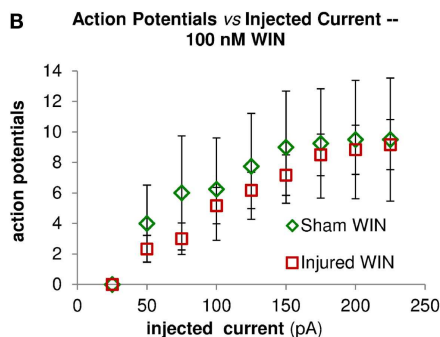 B
Action Potentials vs Injected Current --
100 nM WIN
14
12
10
8
6
4
2
0
action potentials
Sham WIN
Injured WIN
0 50 100 150 200 250
injected current (pA)